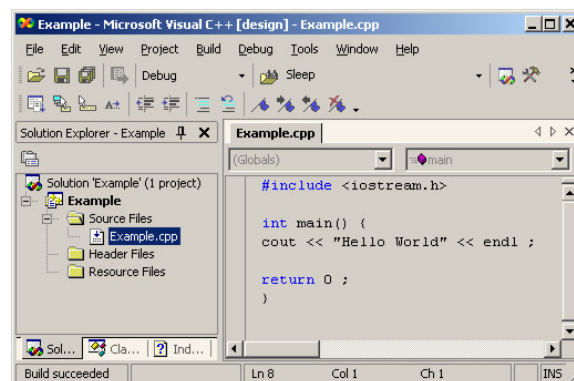 Example - Microsoft Visual C++ [design] - Example.cpp
File Edit View Project Build Debug Tools Window Help
Debug Sleep
Solution Explorer - Example
Example.cpp
(Globals) main
Solution 'Example' (1 project)
Example
Source Files
Example.cpp
Header Files
Resource Files
#include <iostream.h>
int main() {
cout << "Hello World" << endl ;
return 0 ;
}
Sol... Cla... Ind...
Build succeeded Ln 8 Col 1 Ch 1 INS